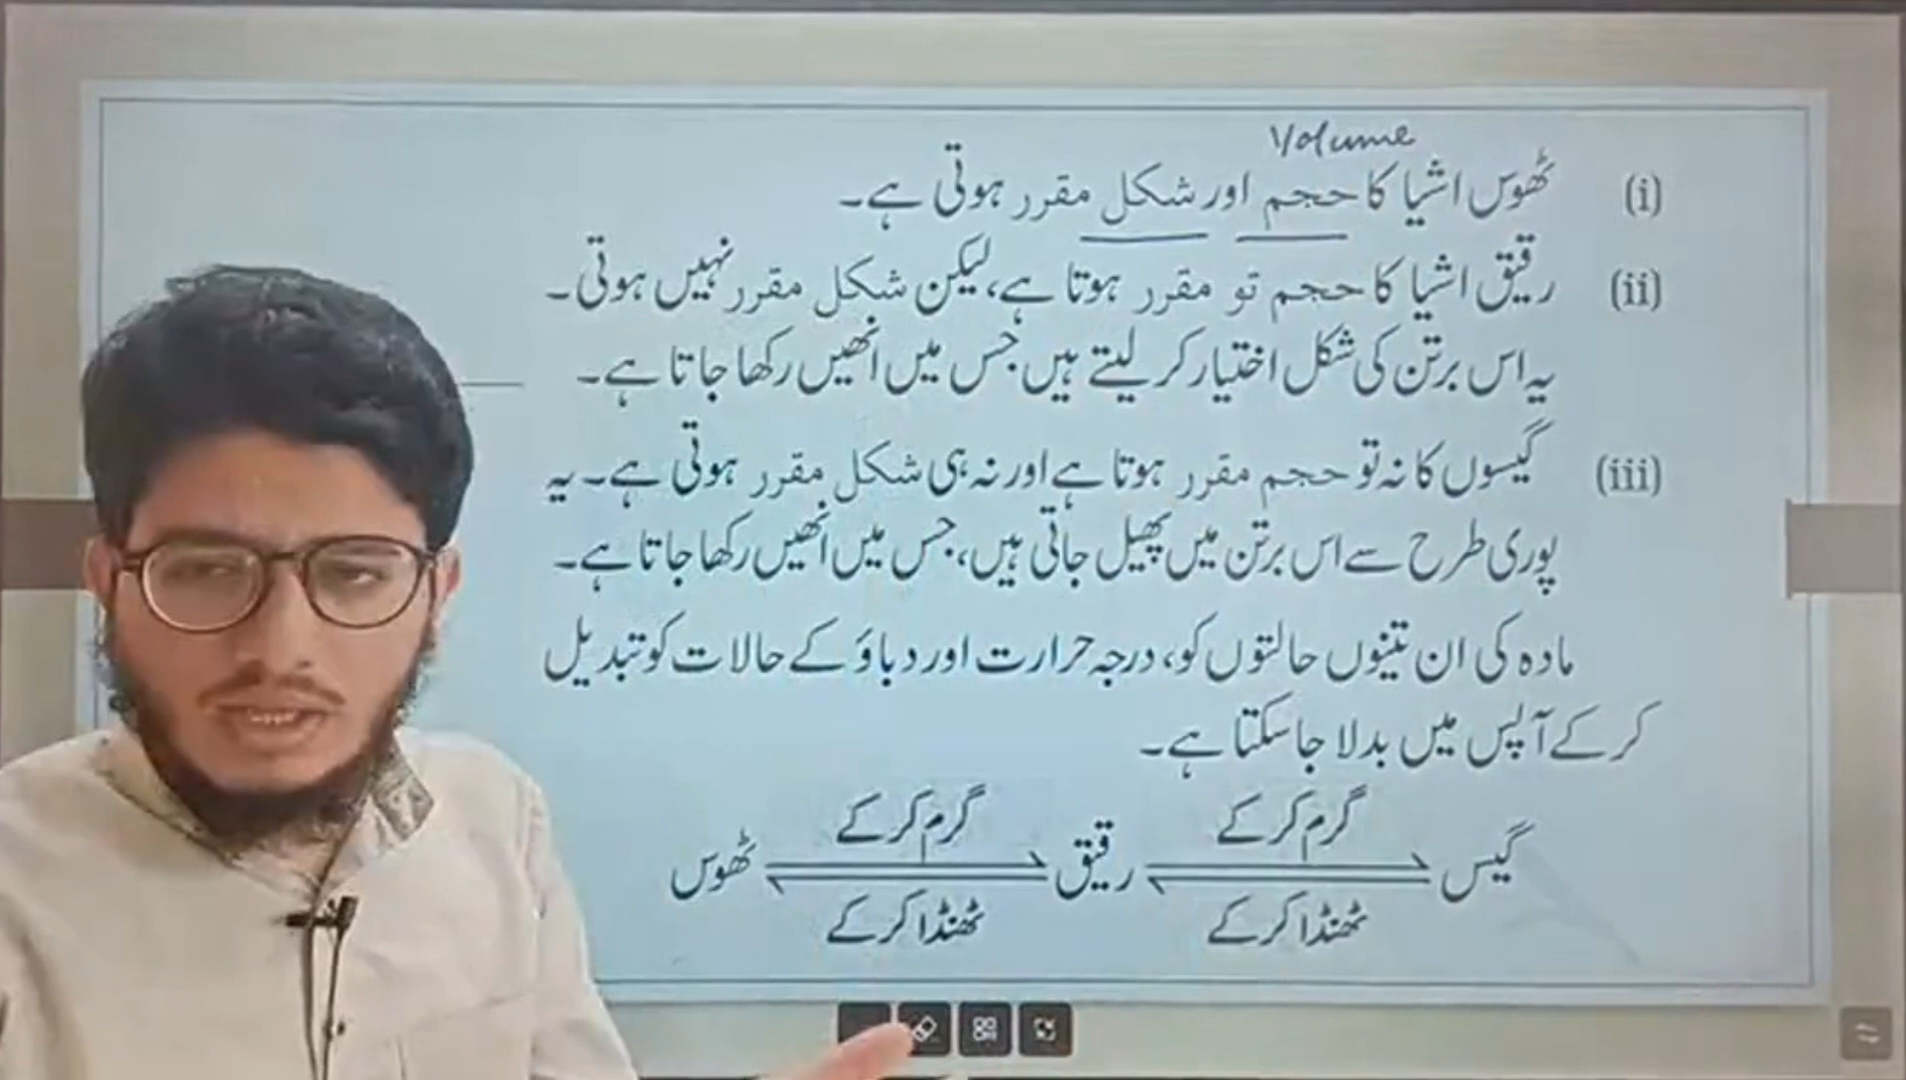 Volume
(i) ٹھوس اشیا کا حجم اور شکل مقرر ہوتی ہے۔
(ii) رقیق اشیا کا حجم تو مقرر ہوتا ہے، لیکن شکل مقرر نہیں ہوتی۔
یہ اس برتن کی شکل اختیار کر لیتے ہیں جس میں انھیں رکھا جاتا ہے۔
(iii) گیسوں کا نہ تو حجم مقرر ہوتا ہے اور نہ ہی شکل مقرر ہوتی ہے۔ یہ
پوری طرح سے اس برتن میں پھیل جاتی ہیں، جس میں انھیں رکھا جاتا ہے۔
مادہ کی ان تینوں حالتوں کو، درجہ حرارت اور دباؤ کے حالات کو تبدیل
کر کے آپس میں بدلا جا سکتا ہے۔
گرم کر کے گرم کر کے
گیس رقیق ٹھوس
ٹھنڈا کر کے ٹھنڈا کر کے